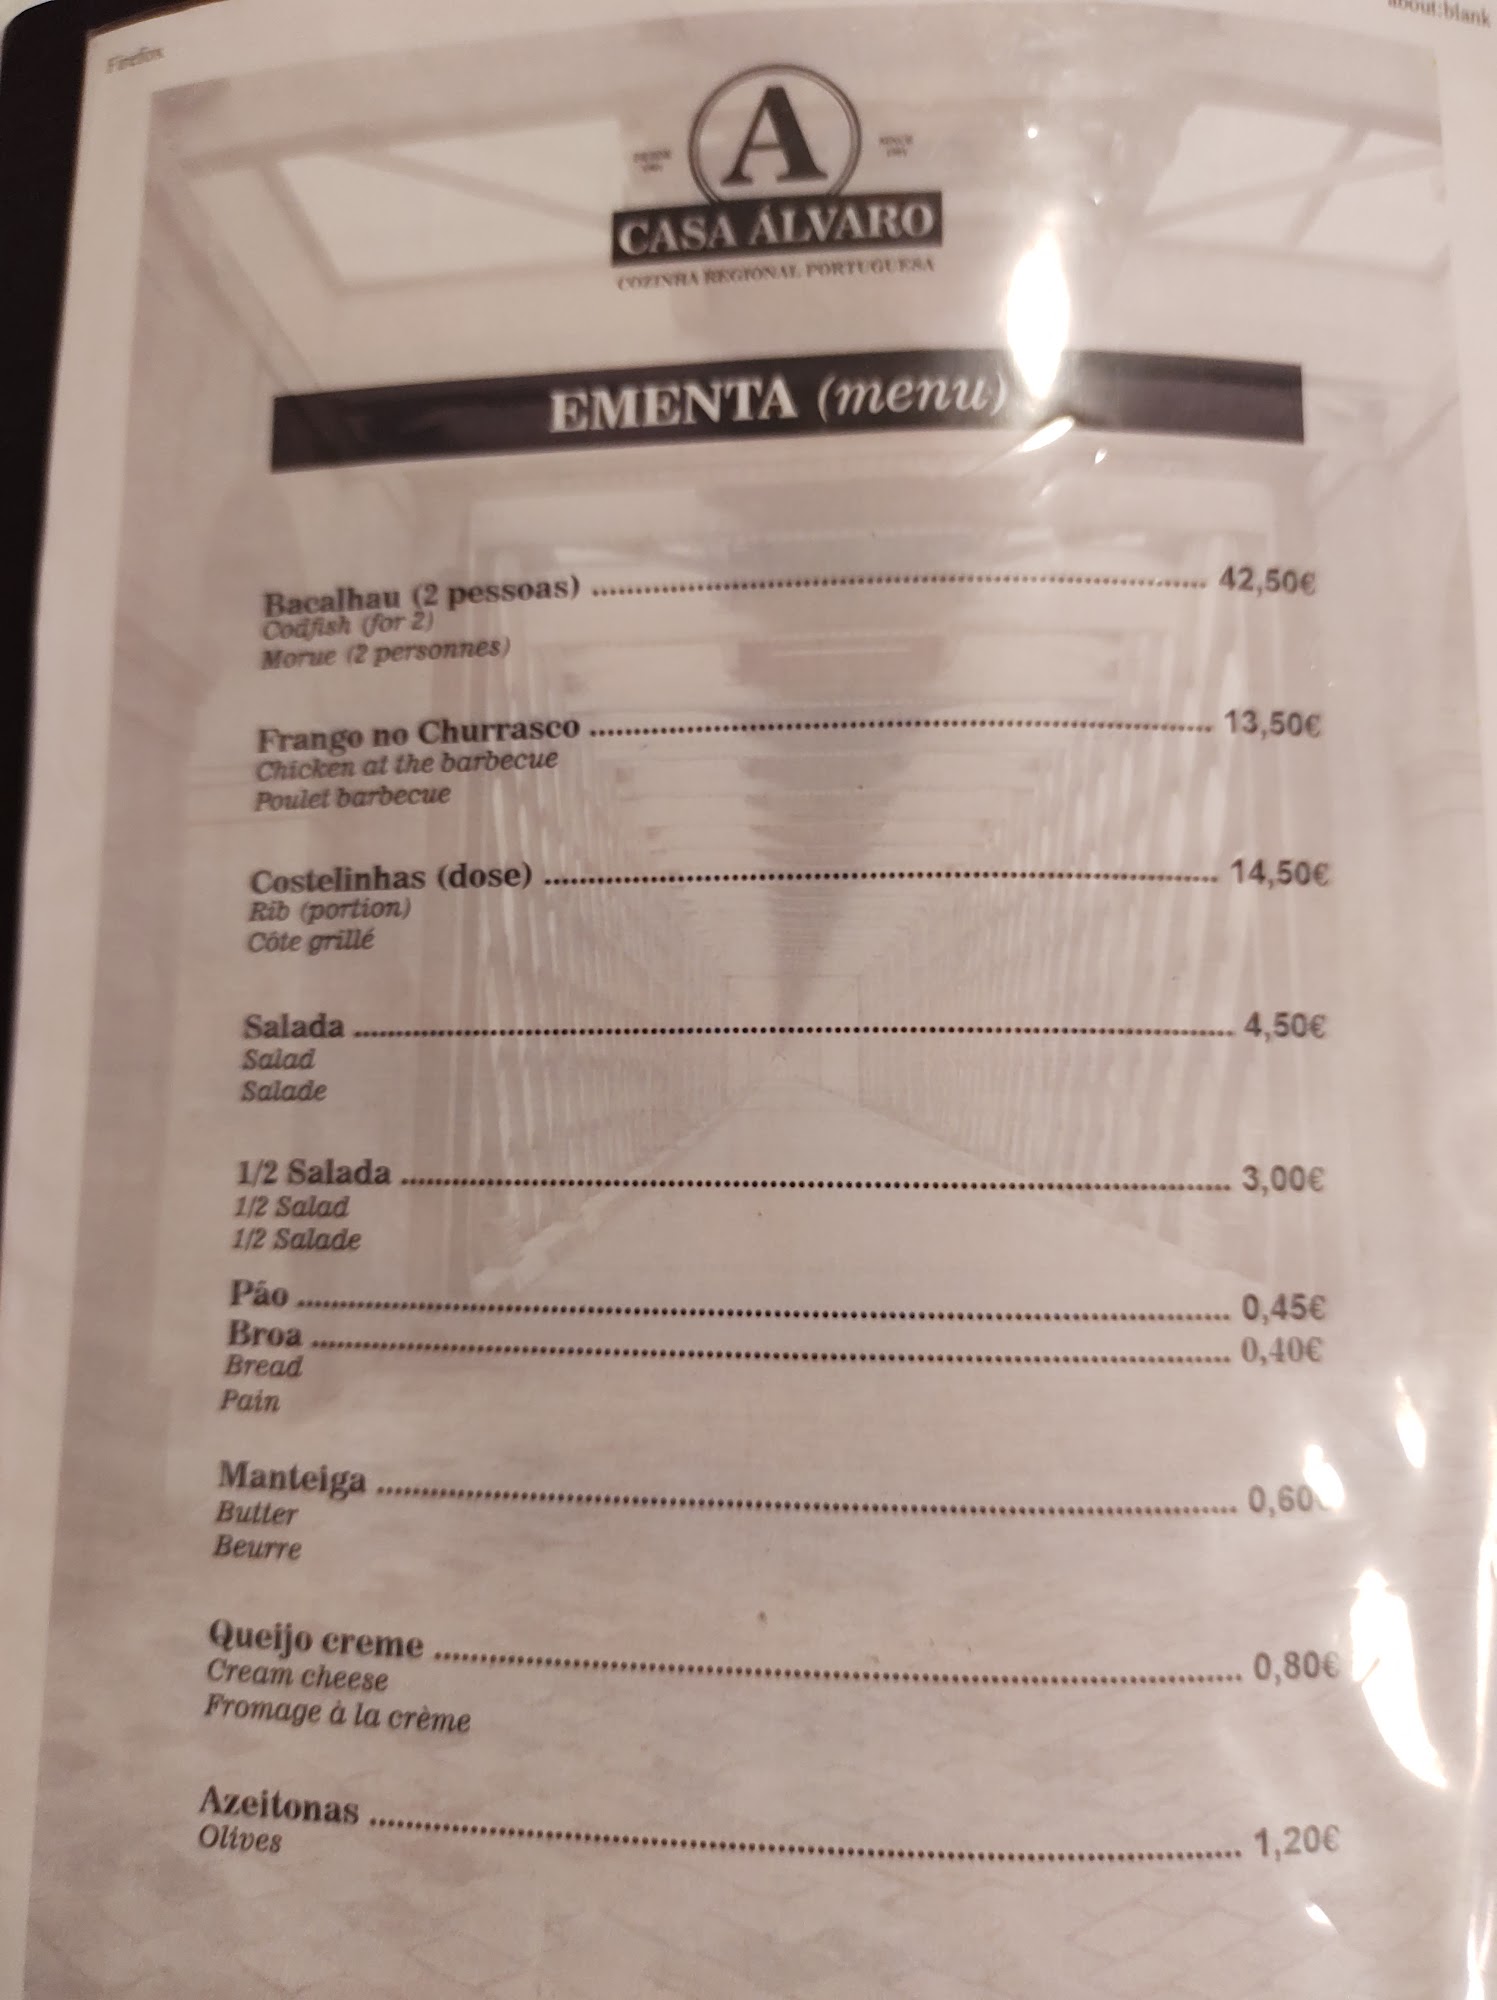 Firefox
about:blank
A
DESDE
SINCE
CASA ÁLVARO
COZINHA REGIONAL PORTUGUESA
EMENTA (menu)
Bacalhau (2 pessoas) ........ 42,50€
Codfish (for 2)
Morue (2 personnes)
Frango no Churrasco ........ 13,50€
Chicken at the barbecue
Poulet barbecue
Costelinhas (dose) ........ 14,50€
Rib (portion)
Côte grillé
Salada ........ 4,50€
Salad
Salade
1/2 Salada ........ 3,00€
1/2 Salad
1/2 Salade
Pão ........ 0,45€
Broa ........ 0,40€
Bread
Pain
Manteiga ........ 0,60€
Butter
Beurre
Queijo creme ........ 0,80€
Cream cheese
Fromage à la crème
Azeitonas ........ 1,20€
Olives